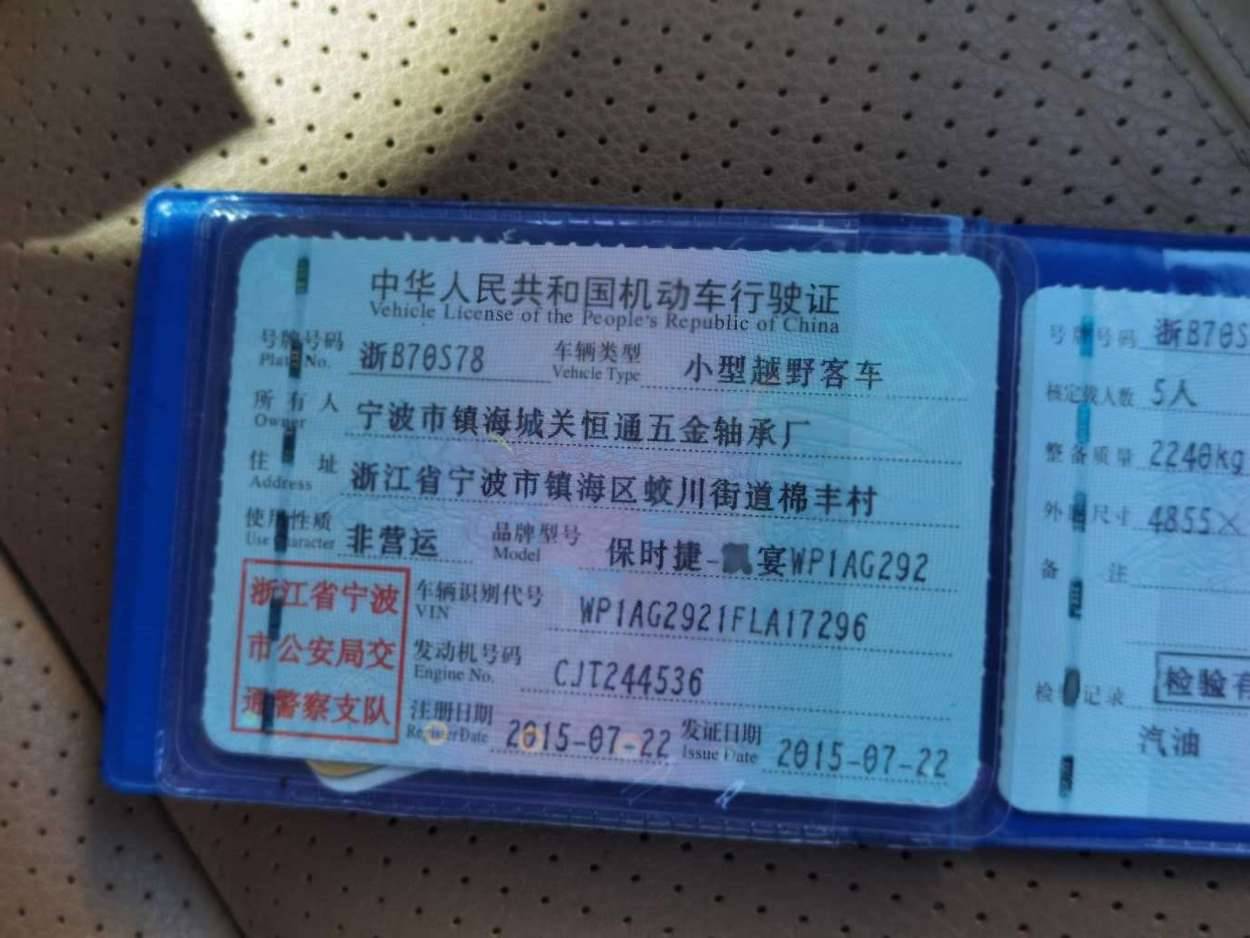 中华人民共和国机动车行驶证
Vehicle License of the People's Republic of China
号牌号码 浙B70S78 车辆类型 小型越野客车
Plate No. Vehicle Type
所有人 宁波市镇海城关恒通五金轴承厂
Owner
住址 浙江省宁波市镇海区蛟川街道棉丰村
Address
使用性质 非营运 品牌型号 保时捷-凯宴WP1AG292
Use Character Model
浙江省宁波
市公安局交
通警察支队
车辆识别代号 WP1AG2921FLA17296
VIN
发动机号码 CJT244536
Engine No.
注册日期 2015-07-22 发证日期 2015-07-22
Register Date Issue Date
号牌号码 浙B70S
核定载人数 5人
整备质量 2240kg
外廓尺寸 4855×
备注
检验记录 检验有
汽油